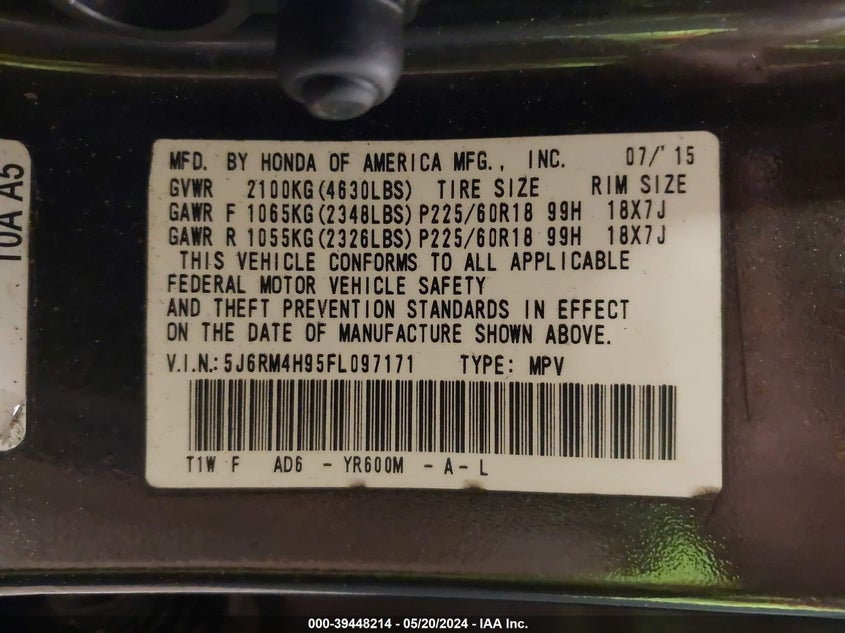 MFD. BY HONDA OF AMERICA MFG., INC. 07/'15
GVWR 2100KG(4630LBS) TIRE SIZE RIM SIZE
GAWR F 1065KG(2348LBS) P225/60R18 99H 18X7J
GAWR R 1055KG(2326LBS) P225/60R18 99H 18X7J
THIS VEHICLE CONFORMS TO ALL APPLICABLE
FEDERAL MOTOR VEHICLE SAFETY
AND THEFT PREVENTION STANDARDS IN EFFECT
ON THE DATE OF MANUFACTURE SHOWN ABOVE.
V.I.N.: 5J6RM4H95FL097171 TYPE: MPV
T1W F AD6 - YR600M - A - L
10A A5
000-39448214 - 05/20/2024 - IAA Inc.